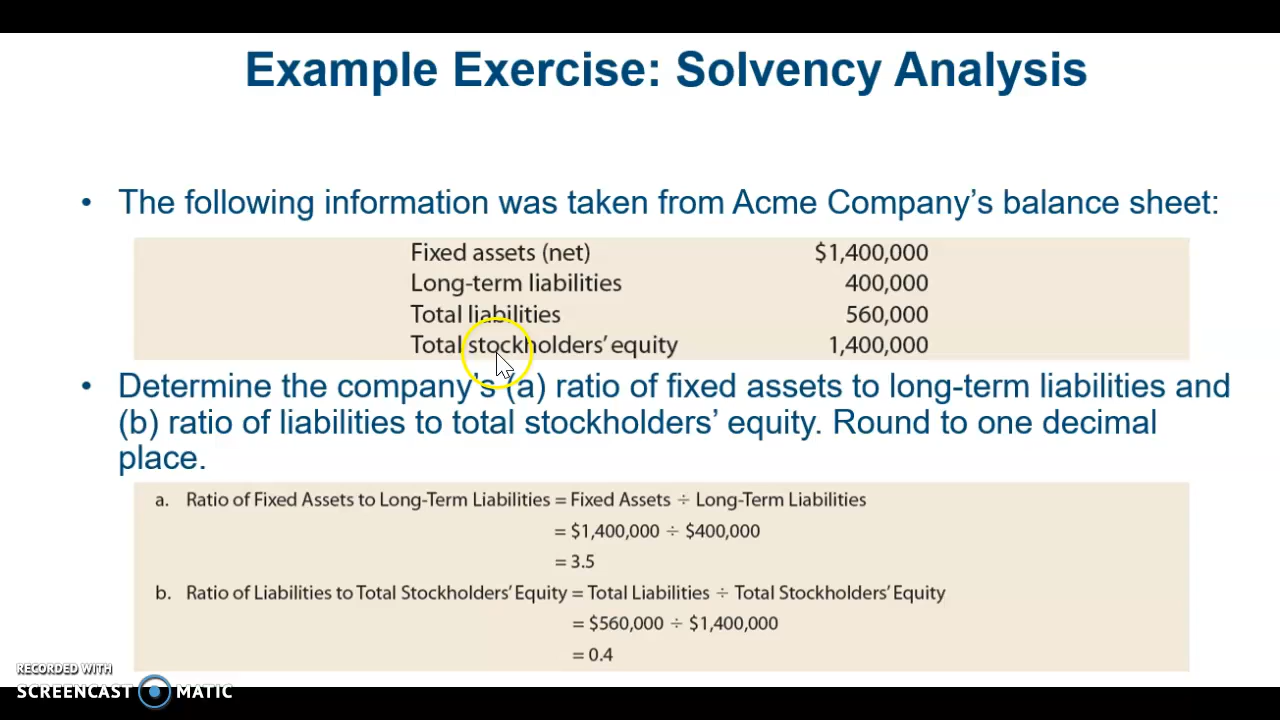 Example Exercise: Solvency Analysis
• The following information was taken from Acme Company’s balance sheet:
Fixed assets (net) $1,400,000
Long-term liabilities 400,000
Total liabilities 560,000
Total stockholders’ equity 1,400,000
• Determine the company’s (a) ratio of fixed assets to long-term liabilities and
(b) ratio of liabilities to total stockholders’ equity. Round to one decimal
place.
a. Ratio of Fixed Assets to Long-Term Liabilities = Fixed Assets ÷ Long-Term Liabilities
= $1,400,000 ÷ $400,000
= 3.5
b. Ratio of Liabilities to Total Stockholders’ Equity = Total Liabilities ÷ Total Stockholders’ Equity
= $560,000 ÷ $1,400,000
= 0.4
RECORDED WITH
SCREENCAST MATIC